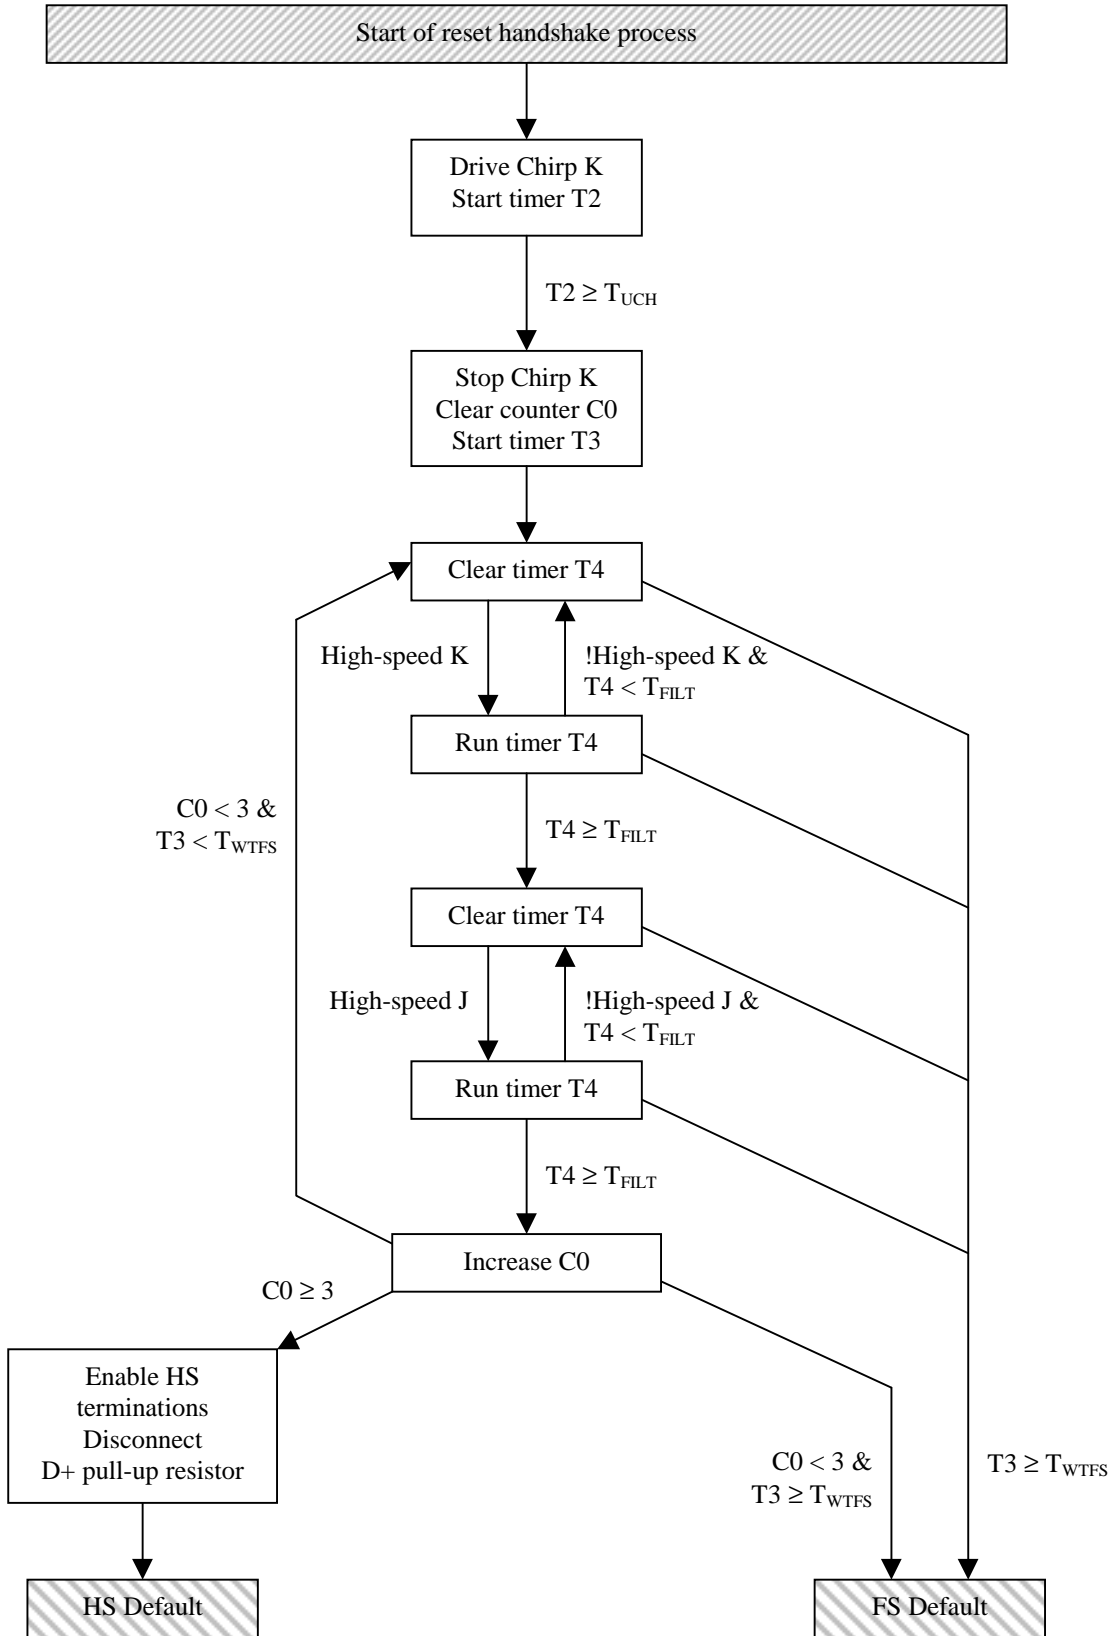 Start of reset handshake process
Drive Chirp K
Start timer T2
T2 ≥ TUCH
Stop Chirp K
Clear counter C0
Start timer T3
Clear timer T4
High-speed K
!High-speed K &
T4 < TFILT
Run timer T4
C0 < 3 &
T3 < TWTFS
T4 ≥ TFILT
Clear timer T4
High-speed J
!High-speed J &
T4 < TFILT
Run timer T4
T4 ≥ TFILT
Increase C0
C0 ≥ 3
Enable HS
terminations
Disconnect
D+ pull-up resistor
C0 < 3 &
T3 ≥ TWTFS
T3 ≥ TWTFS
HS Default
FS Default